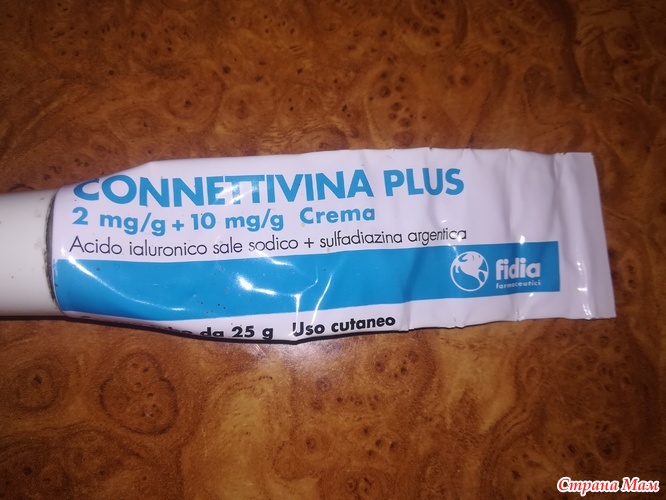 CONNETTIVINA PLUS
2 mg/g + 10 mg/g Crema
Acido ialuronico sale sodico + sulfadiazina argentica
fidia
farmaceutici
da 25 g Uso cutaneo
Страна Мам